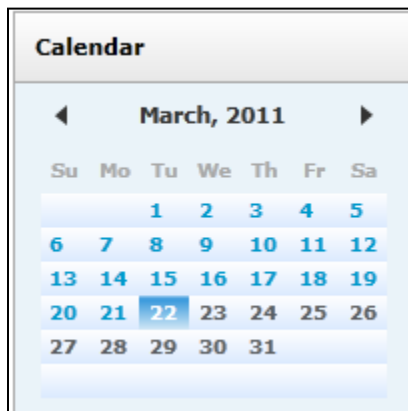 Calendar
March, 2011
Su Mo Tu We Th Fr Sa
1 2 3 4 5
6 7 8 9 10 11 12
13 14 15 16 17 18 19
20 21 22 23 24 25 26
27 28 29 30 31